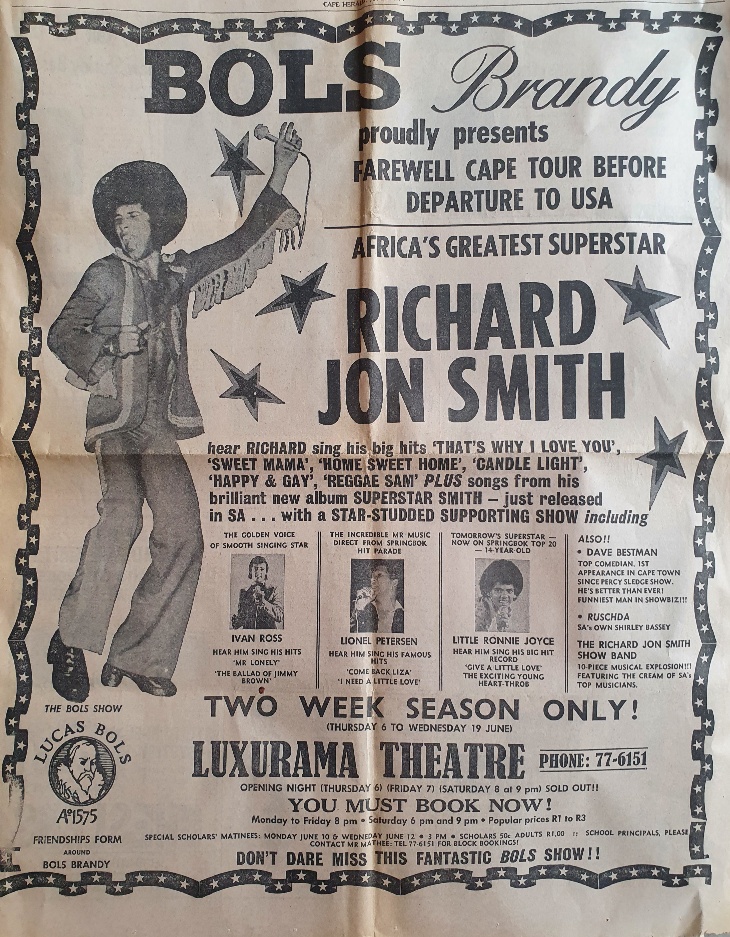 CAPE HERALD
BOLS Brandy
proudly presents
FAREWELL CAPE TOUR BEFORE
DEPARTURE TO USA
AFRICA'S GREATEST SUPERSTAR
RICHARD
JON SMITH
hear RICHARD sing his big hits 'THAT'S WHY I LOVE YOU',
'SWEET MAMA', 'HOME SWEET HOME', 'CANDLE LIGHT',
'HAPPY & GAY', 'REGGAE SAM' PLUS songs from his
brilliant new album SUPERSTAR SMITH – just released
in SA . . . with a STAR-STUDDED SUPPORTING SHOW including
THE GOLDEN VOICE
OF SMOOTH SINGING STAR
IVAN ROSS
HEAR HIM SING HIS HITS
'MR LONELY'
'THE BALLAD OF JIMMY
BROWN'
THE INCREDIBLE MR MUSIC
DIRECT FROM SPRINGBOK
HIT PARADE
LIONEL PETERSEN
HEAR HIM SING HIS FAMOUS
HITS
'COME BACK LIZA'
'I NEED A LITTLE LOVE'
TOMORROW'S SUPERSTAR —
NOW ON SPRINGBOK TOP 20
— 14-YEAR-OLD
LITTLE RONNIE JOYCE
HEAR HIM SING HIS BIG HIT
RECORD
'GIVE A LITTLE LOVE'
THE EXCITING YOUNG
HEART-THROB
ALSO!!
• DAVE BESTMAN
TOP COMEDIAN. 1ST
APPEARANCE IN CAPE TOWN
SINCE PERCY SLEDGE SHOW.
HE'S BETTER THAN EVER!
FUNNIEST MAN IN SHOWBIZ!!!
• RUSCHDA
SA's OWN SHIRLEY BASSEY
THE RICHARD JON SMITH
SHOW BAND
10-PIECE MUSICAL EXPLOSION!!!
FEATURING THE CREAM OF SA's
TOP MUSICIANS.
THE BOLS SHOW
LUCAS BOLS
Aº1575
FRIENDSHIPS FORM
AROUND
BOLS BRANDY
TWO WEEK SEASON ONLY!
(THURSDAY 6 TO WEDNESDAY 19 JUNE)
LUXURAMA THEATRE PHONE: 77-6151
OPENING NIGHT (THURSDAY 6) (FRIDAY 7) (SATURDAY 8 at 9 pm) SOLD OUT!!
YOU MUST BOOK NOW!
Monday to Friday 8 pm • Saturday 6 pm and 9 pm • Popular prices R1 to R3
SPECIAL SCHOLARS' MATINEES: MONDAY JUNE 10 & WEDNEDAY JUNE 12 • 3 PM • SCHOLARS 50c ADULTS R1,00 :: SCHOOL PRINCIPALS, PLEASE
CONTACT MR MATHEE: TEL 77-6151 FOR BLOCK BOOKINGS!
DON'T DARE MISS THIS FANTASTIC BOLS SHOW!!